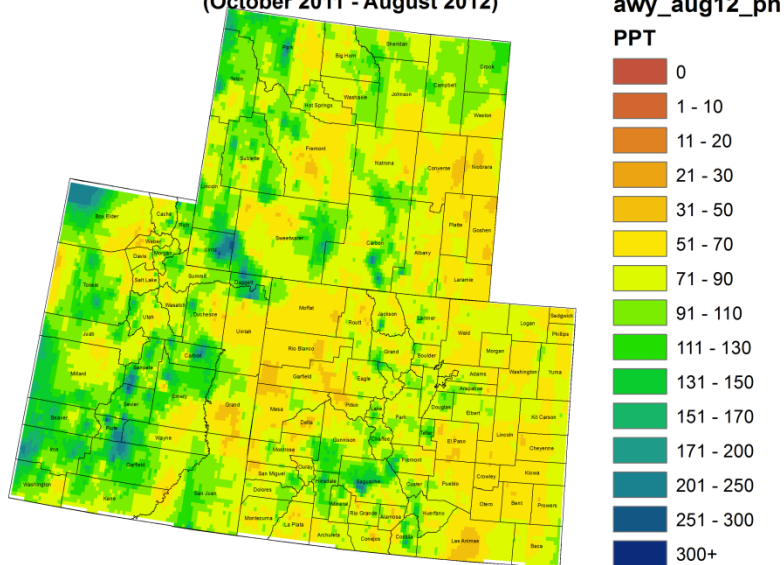 (October 2011 - August 2012)
awy_aug12_pn
PPT
0
1 - 10
11 - 20
21 - 30
31 - 50
51 - 70
71 - 90
91 - 110
111 - 130
131 - 150
151 - 170
171 - 200
201 - 250
251 - 300
300+
Park
Big Horn
Sheridan
Crook
Teton
Campbell
Johnson
Washakie
Hot Springs
Weston
Fremont
Sublette
Natrona
Converse
Niobrara
Lincoln
Platte
Goshen
Sweetwater
Carbon
Albany
Laramie
Uinta
Box Elder
Cache
Rich
Weber
Morgan
Davis
Salt Lake
Summit
Daggett
Tooele
Wasatch
Duchesne
Utah
Uintah
Juab
Carbon
Millard
Sanpete
Emery
Grand
Sevier
Beaver
Piute
Wayne
Iron
Garfield
Washington
Kane
San Juan
Moffat
Routt
Jackson
Larimer
Weld
Logan
Sedgwick
Phillips
Morgan
Rio Blanco
Grand
Boulder
Adams
Washington
Yuma
Garfield
Eagle
Arapahoe
Pitkin
Lake
Park
Douglas
Elbert
Kit Carson
Mesa
Delta
Gunnison
Chaffee
Teller
El Paso
Lincoln
Cheyenne
Montrose
Ouray
Fremont
Kiowa
San Miguel
Hinsdale
Saguache
Custer
Pueblo
Crowley
Dolores
Mineral
Otero
Bent
Prowers
Rio Grande
Alamosa
Huerfano
Montezuma
La Plata
Archuleta
Conejos
Costilla
Las Animas
Baca